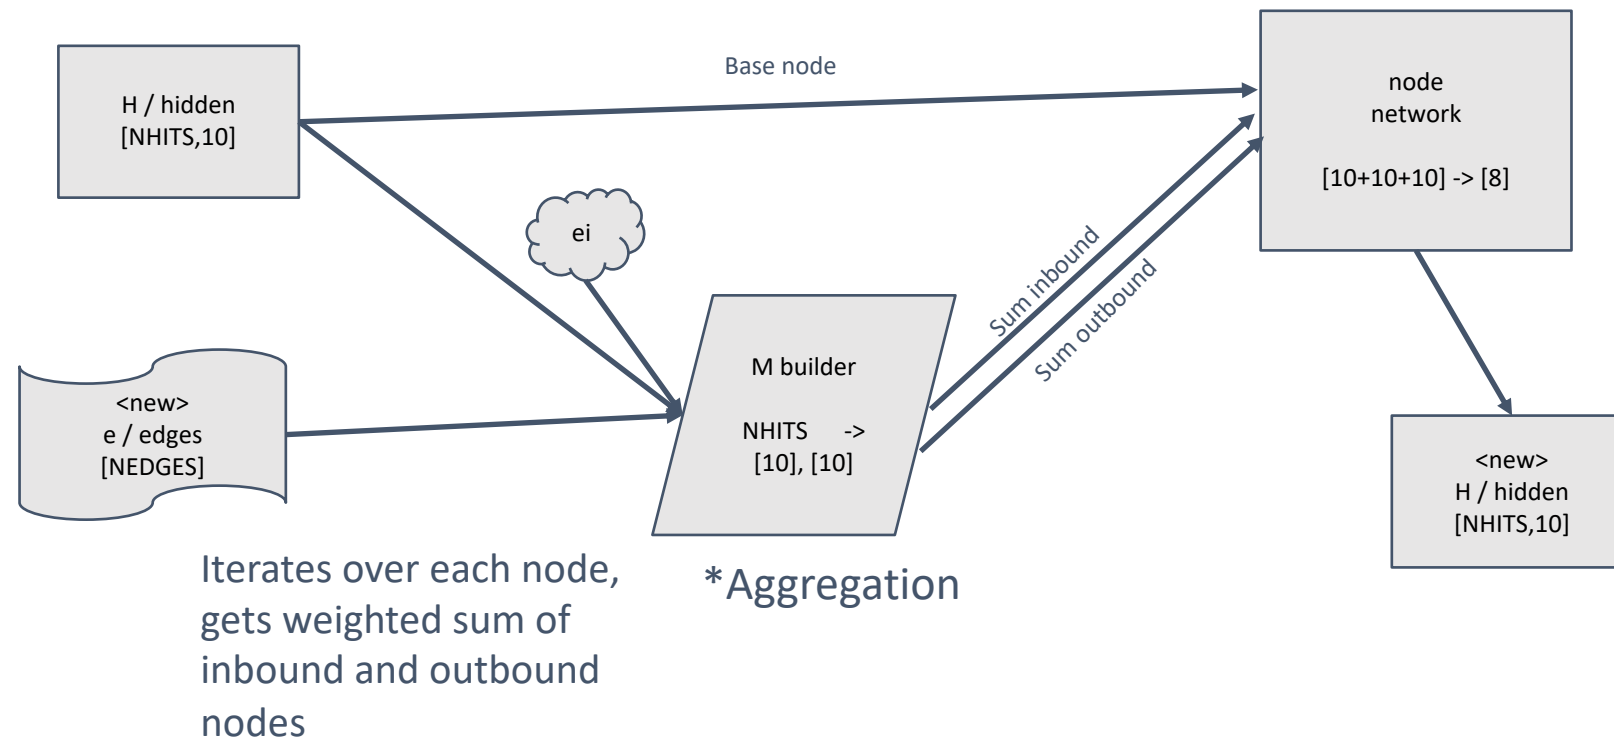 H / hidden
[NHITS,10]
Base node
node
network
[10+10+10] -> [8]
ei
Sum inbound
Sum outbound
<new>
e / edges
[NEDGES]
M builder
NHITS -> 
[10], [10]
<new>
H / hidden
[NHITS,10]
Iterates over each node,
gets weighted sum of
inbound and outbound
nodes
*Aggregation